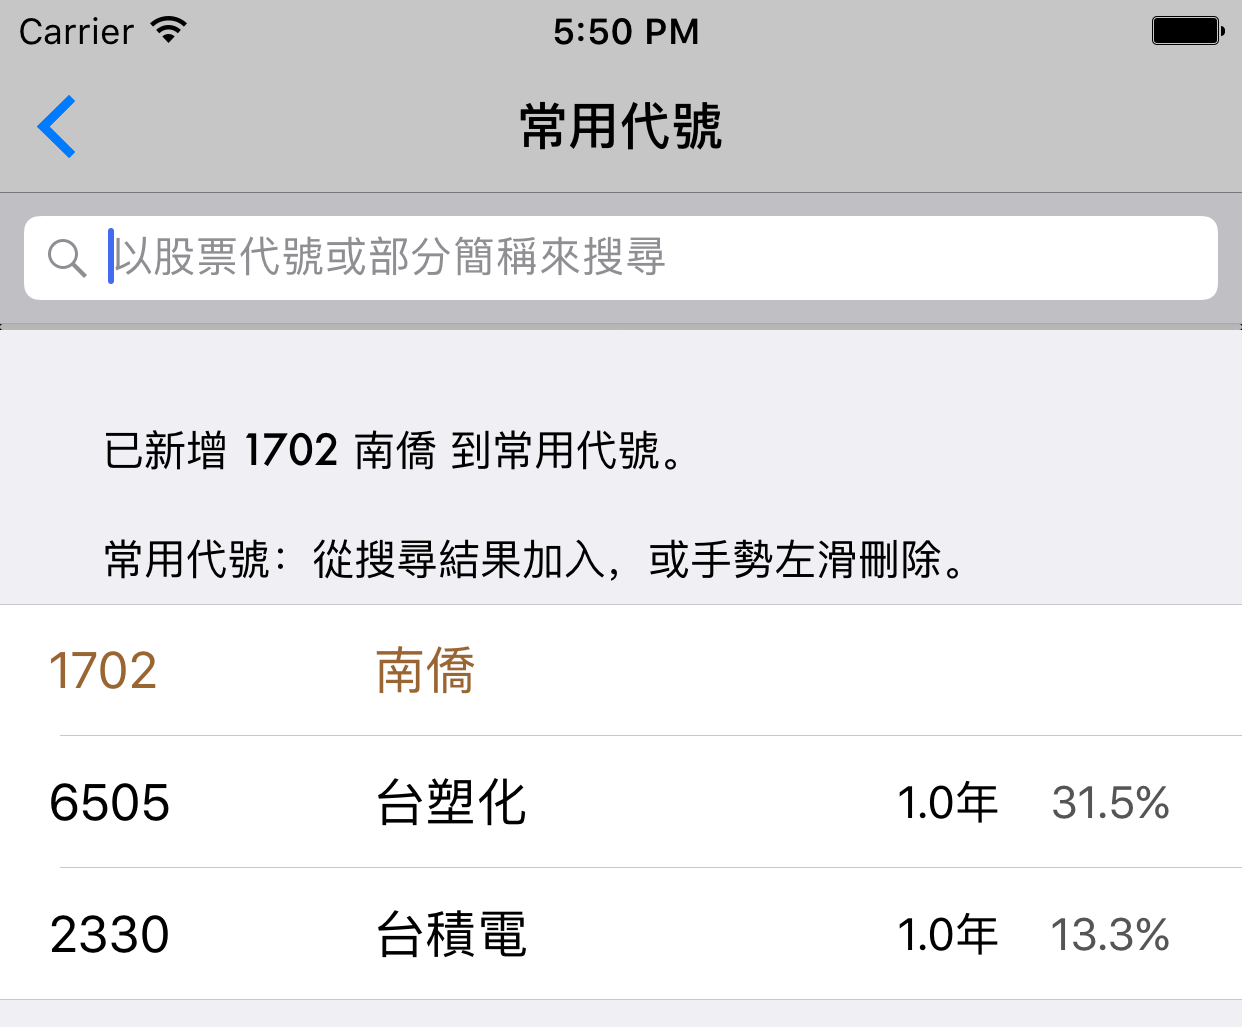 Carrier 5:50 PM
常用代號
以股票代號或部分簡稱來搜尋
已新增 1702 南僑 到常用代號。
常用代號：從搜尋結果加入，或手勢左滑刪除。
1702 南僑
6505 台塑化 1.0年 31.5%
2330 台積電 1.0年 13.3%